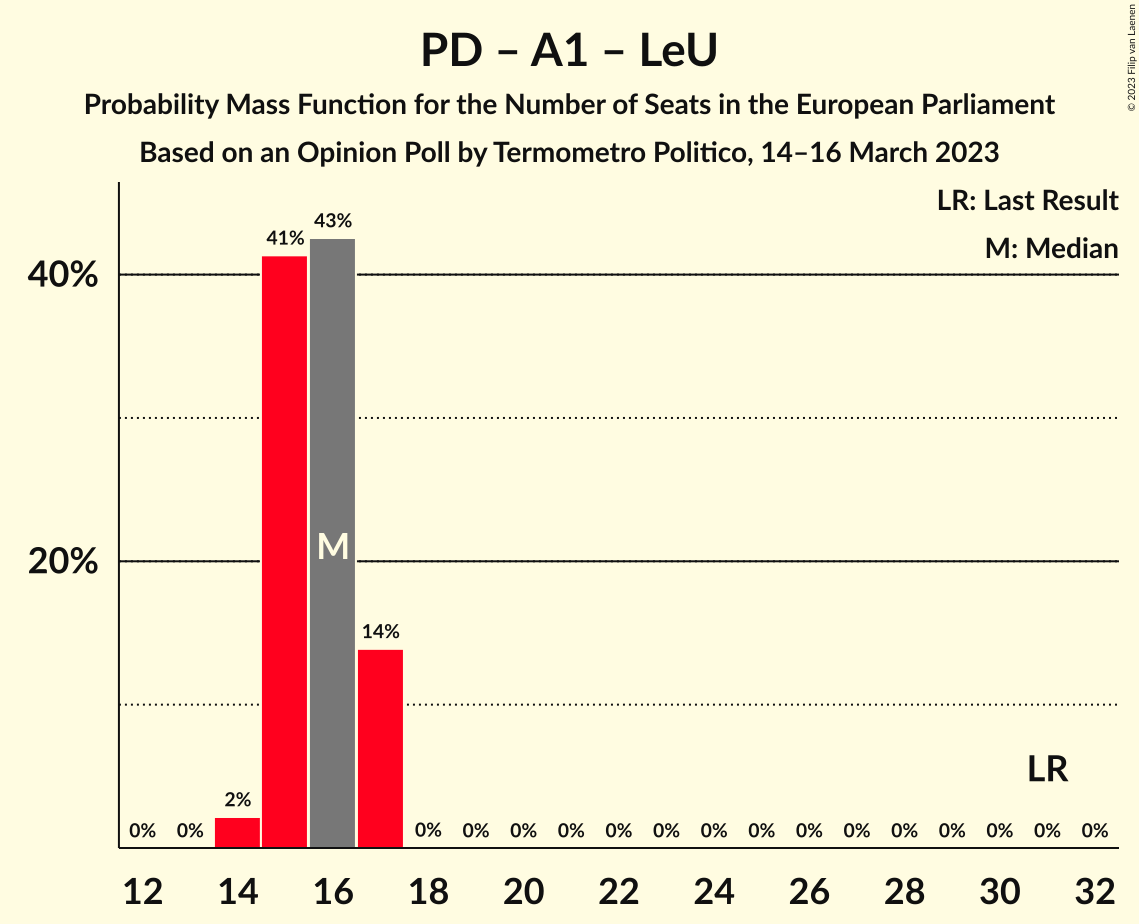 PD – A1 – LeU
Probability Mass Function for the Number of Seats in the European Parliament
Based on an Opinion Poll by Termometro Politico, 14–16 March 2023
© 2023 Filip van Laenen
LR: Last Result
M: Median
40%
20%
0% 0% 2% 41% 43% 14% 0% 0% 0% 0% 0% 0% 0% 0% 0% 0% 0% 0% 0% 0% 0%
M
LR
12 14 16 18 20 22 24 26 28 30 32